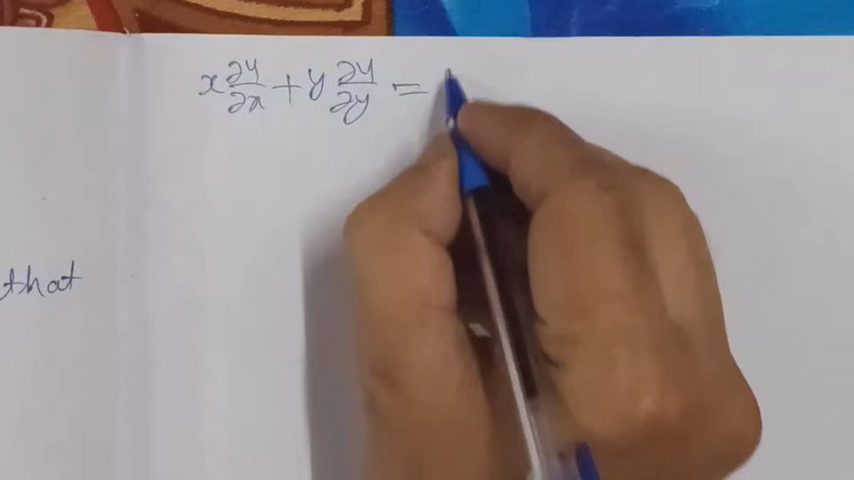 x ∂u/∂x + y ∂u/∂y =
that